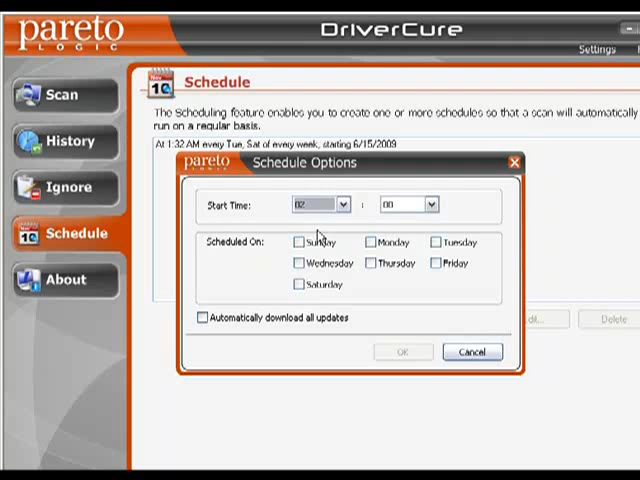 pareto
LOGIC
DriverCure
Settings
Scan
History
Ignore
Schedule
About
Schedule
The Scheduling feature enables you to create one or more schedules so that a scan will automatically
run on a regular basis.
At 1:32 AM every Tue, Sat of every week, starting 6/15/2009
pareto
Schedule Options
Start Time:
02
:
00
Scheduled On:
Sunday
Monday
Tuesday
Wednesday
Thursday
Friday
Saturday
Automatically download all updates
OK
Cancel
Delete